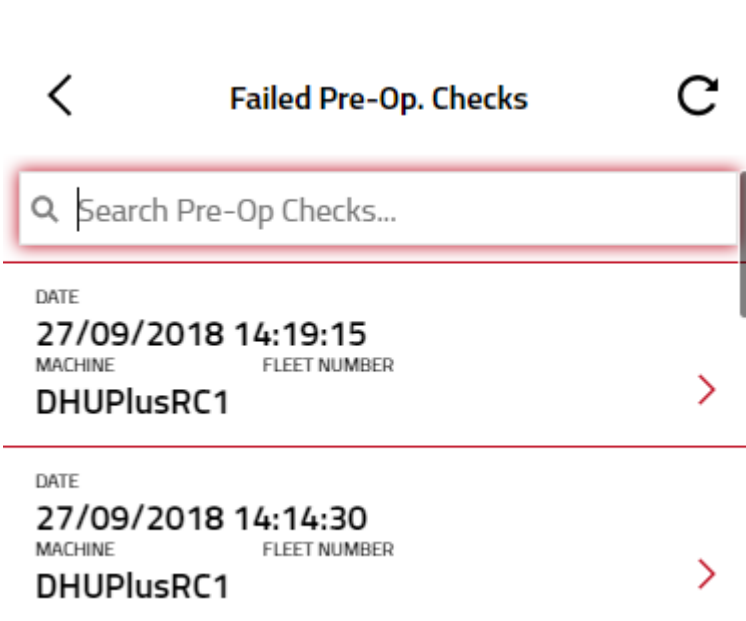 Failed Pre-Op. Checks
Search Pre-Op Checks...
DATE
27/09/2018 14:19:15
MACHINE FLEET NUMBER
DHUPlusRC1
DATE
27/09/2018 14:14:30
MACHINE FLEET NUMBER
DHUPlusRC1